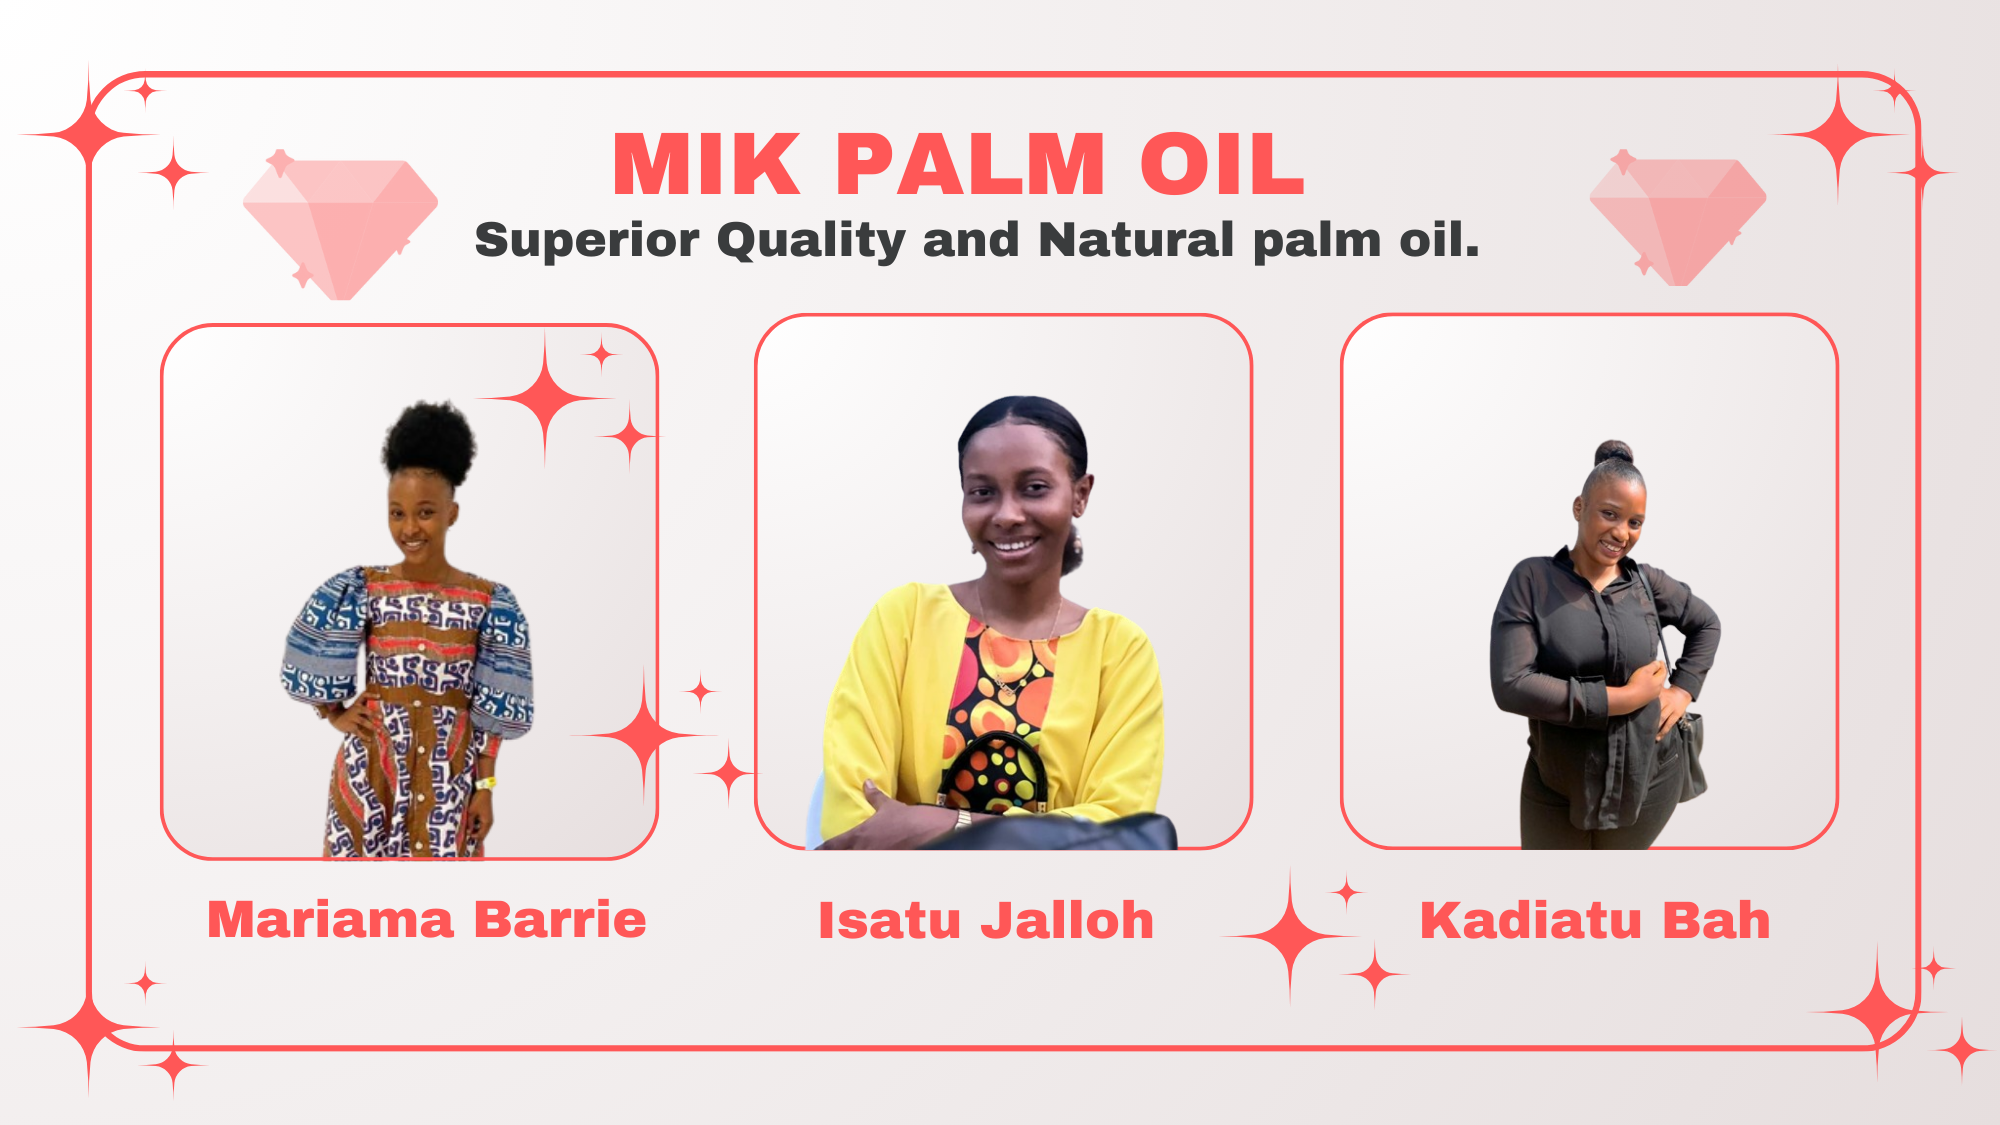 MIK PALM OIL
Superior Quality and Natural palm oil.
Mariama Barrie
Isatu Jalloh
Kadiatu Bah